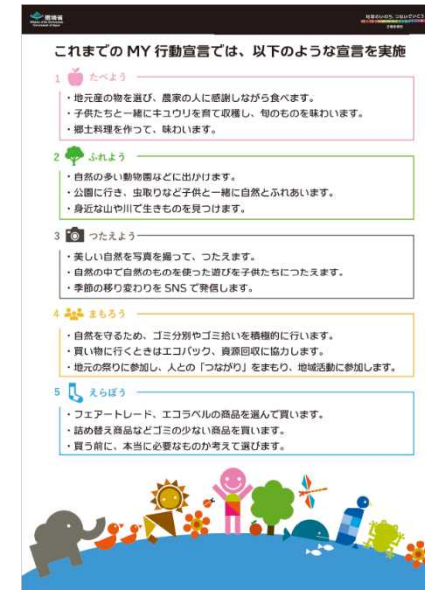 環境省
これまでの MY 行動宣言では、以下のような宣言を実施
1 たべよう
・地元産の物を選び、農家の人に感謝しながら食べます。
・子供たちと一緒にキュウリを育て収穫し、旬のものを味わいます。
・郷土料理を作って、味わいます。
2 ふれよう
・自然の多い動物園などに出かけます。
・公園に行き、虫取りなど子供と一緒に自然とふれあいます。
・身近な山や川で生きものを見つけます。
3 つたえよう
・美しい自然を写真を撮って、つたえます。
・自然の中で自然のものを使った遊びを子供たちにつたえます。
・季節の移り変わりを SNS で発信します。
4 まもろう
・自然を守るため、ゴミ分別やゴミ拾いを積極的に行います。
・買い物に行くときはエコバック、資源回収に協力します。
・地元の祭りに参加し、人との「つながり」をまもり、地域活動に参加します。
5 えらぼう
・フェアートレード、エコラベルの商品を選んで買います。
・詰め替え商品などゴミの少ない商品を買います。
・買う前に、本当に必要なものか考えて選びます。